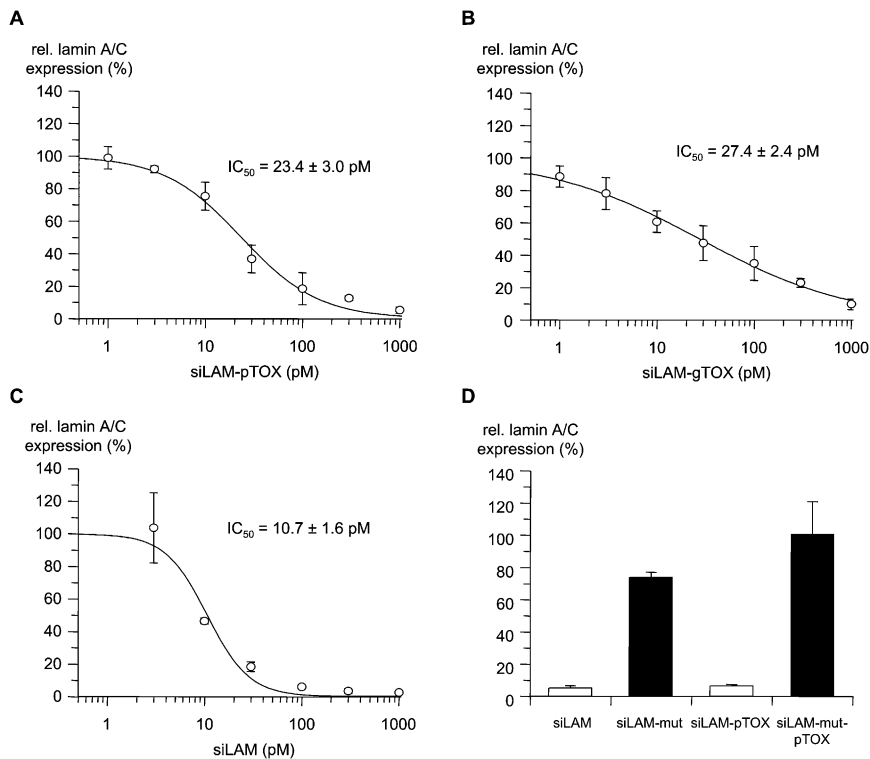 A
rel. lamin A/C
expression (%)
140
120
100
80
60
40
20
0
IC50 = 23.4 ± 3.0 pM
1 10 100 1000
siLAM-pTOX (pM)
B
rel. lamin A/C
expression (%)
140
120
100
80
60
40
20
0
IC50 = 27.4 ± 2.4 pM
1 10 100 1000
siLAM-gTOX (pM)
C
rel. lamin A/C
expression (%)
140
120
100
80
60
40
20
0
IC50 = 10.7 ± 1.6 pM
1 10 100 1000
siLAM (pM)
D
rel. lamin A/C
expression (%)
140
120
100
80
60
40
20
0
siLAM siLAM-mut siLAM-pTOX siLAM-mut-
pTOX